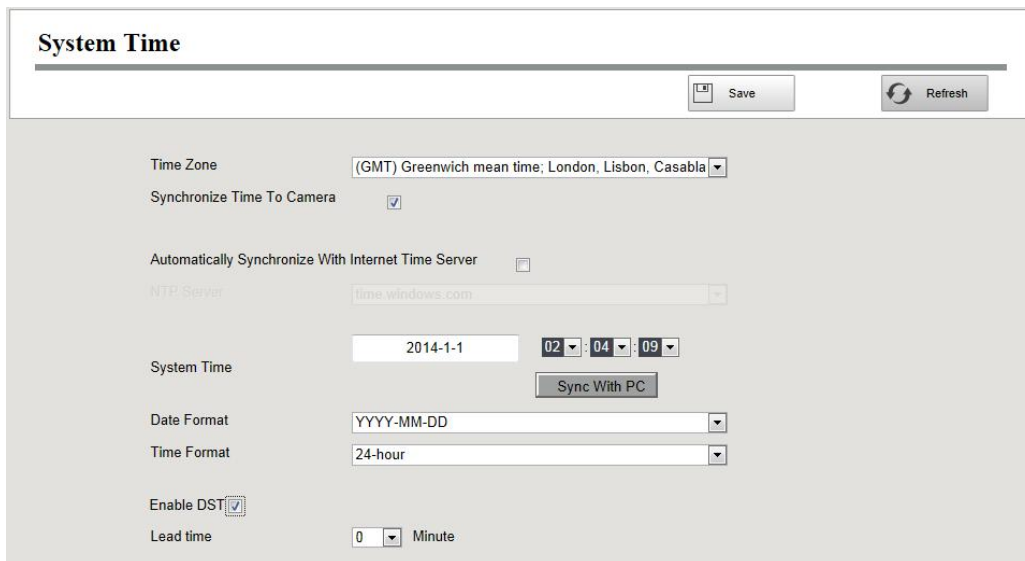 System Time
Save
Refresh
Time Zone
(GMT) Greenwich mean time; London, Lisbon, Casabla
Synchronize Time To Camera
Automatically Synchronize With Internet Time Server
NTP Server
time.windows.com
2014-1-1
02 : 04 : 09
System Time
Sync With PC
Date Format
YYYY-MM-DD
Time Format
24-hour
Enable DST
Lead time
0
Minute